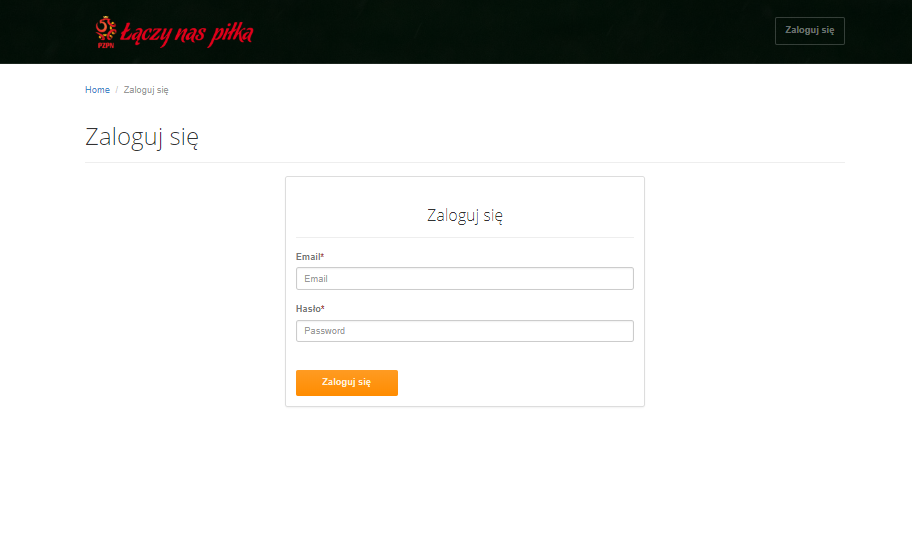 PZPN
Łączy nas piłka
Zaloguj się
Home / Zaloguj się
Zaloguj się
Zaloguj się
Email*
Email
Hasło*
Password
Zaloguj się